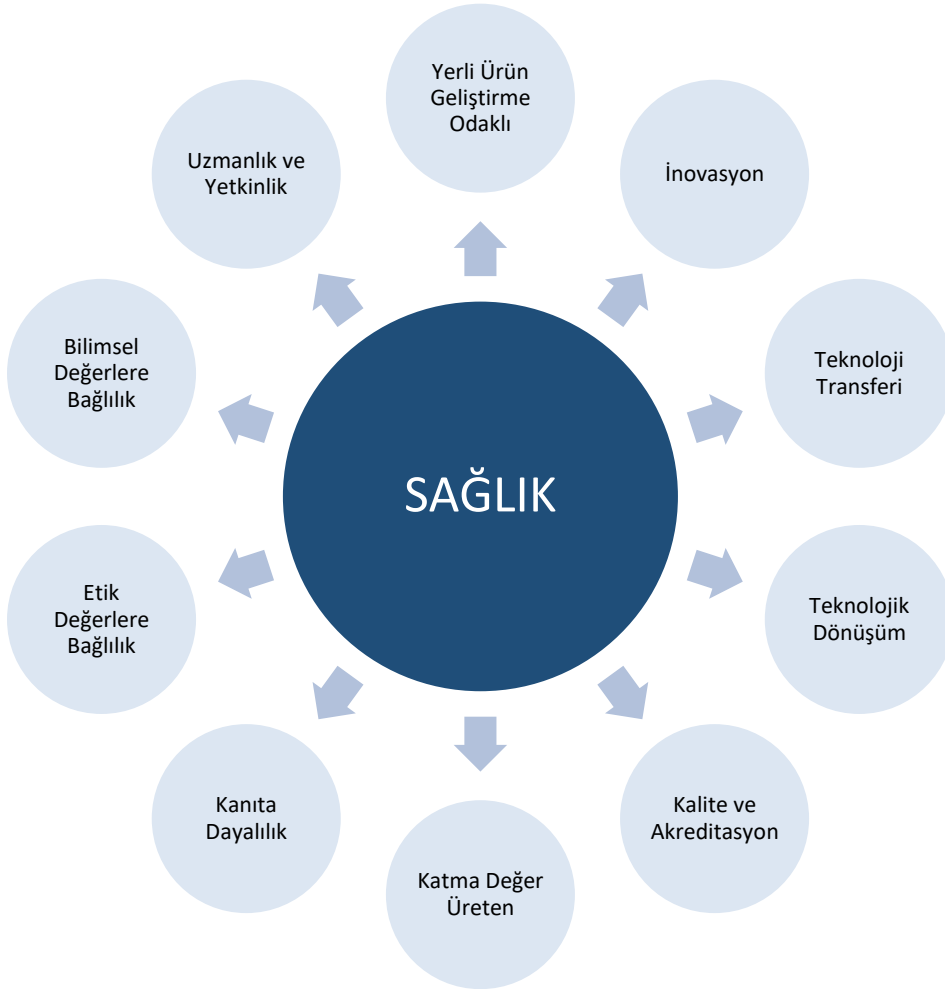 Yerli Ürün
Geliştirme
Odaklı
İnovasyon
Teknoloji
Transferi
Teknolojik
Dönüşüm
Kalite ve
Akreditasyon
Katma Değer
Üreten
Kanıta
Dayalılık
Etik
Değerlere
Bağlılık
Bilimsel
Değerlere
Bağlılık
Uzmanlık ve
Yetkinlik
SAĞLIK